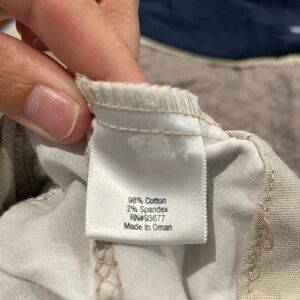 98% Cotton
2% Spandex
RN#93677
Made in Oman